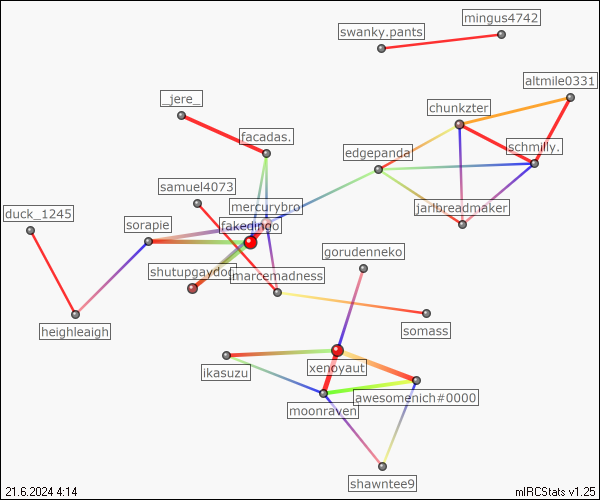 mingus4742
swanky.pants
altmile0331
_jere_
chunkzter
facadas.
schmilly.
edgepanda
samuel4073
mercurybro
jarlbreadmaker
duck_1245
sorapie
fakedingo
gorudenneko
shutupgaydog
marcemadness
heighleaigh
somass
xenoyaut
ikasuzu
awesomenich#0000
moonraven
shawntee9
21.6.2024 4:14
mIRCStats v1.25